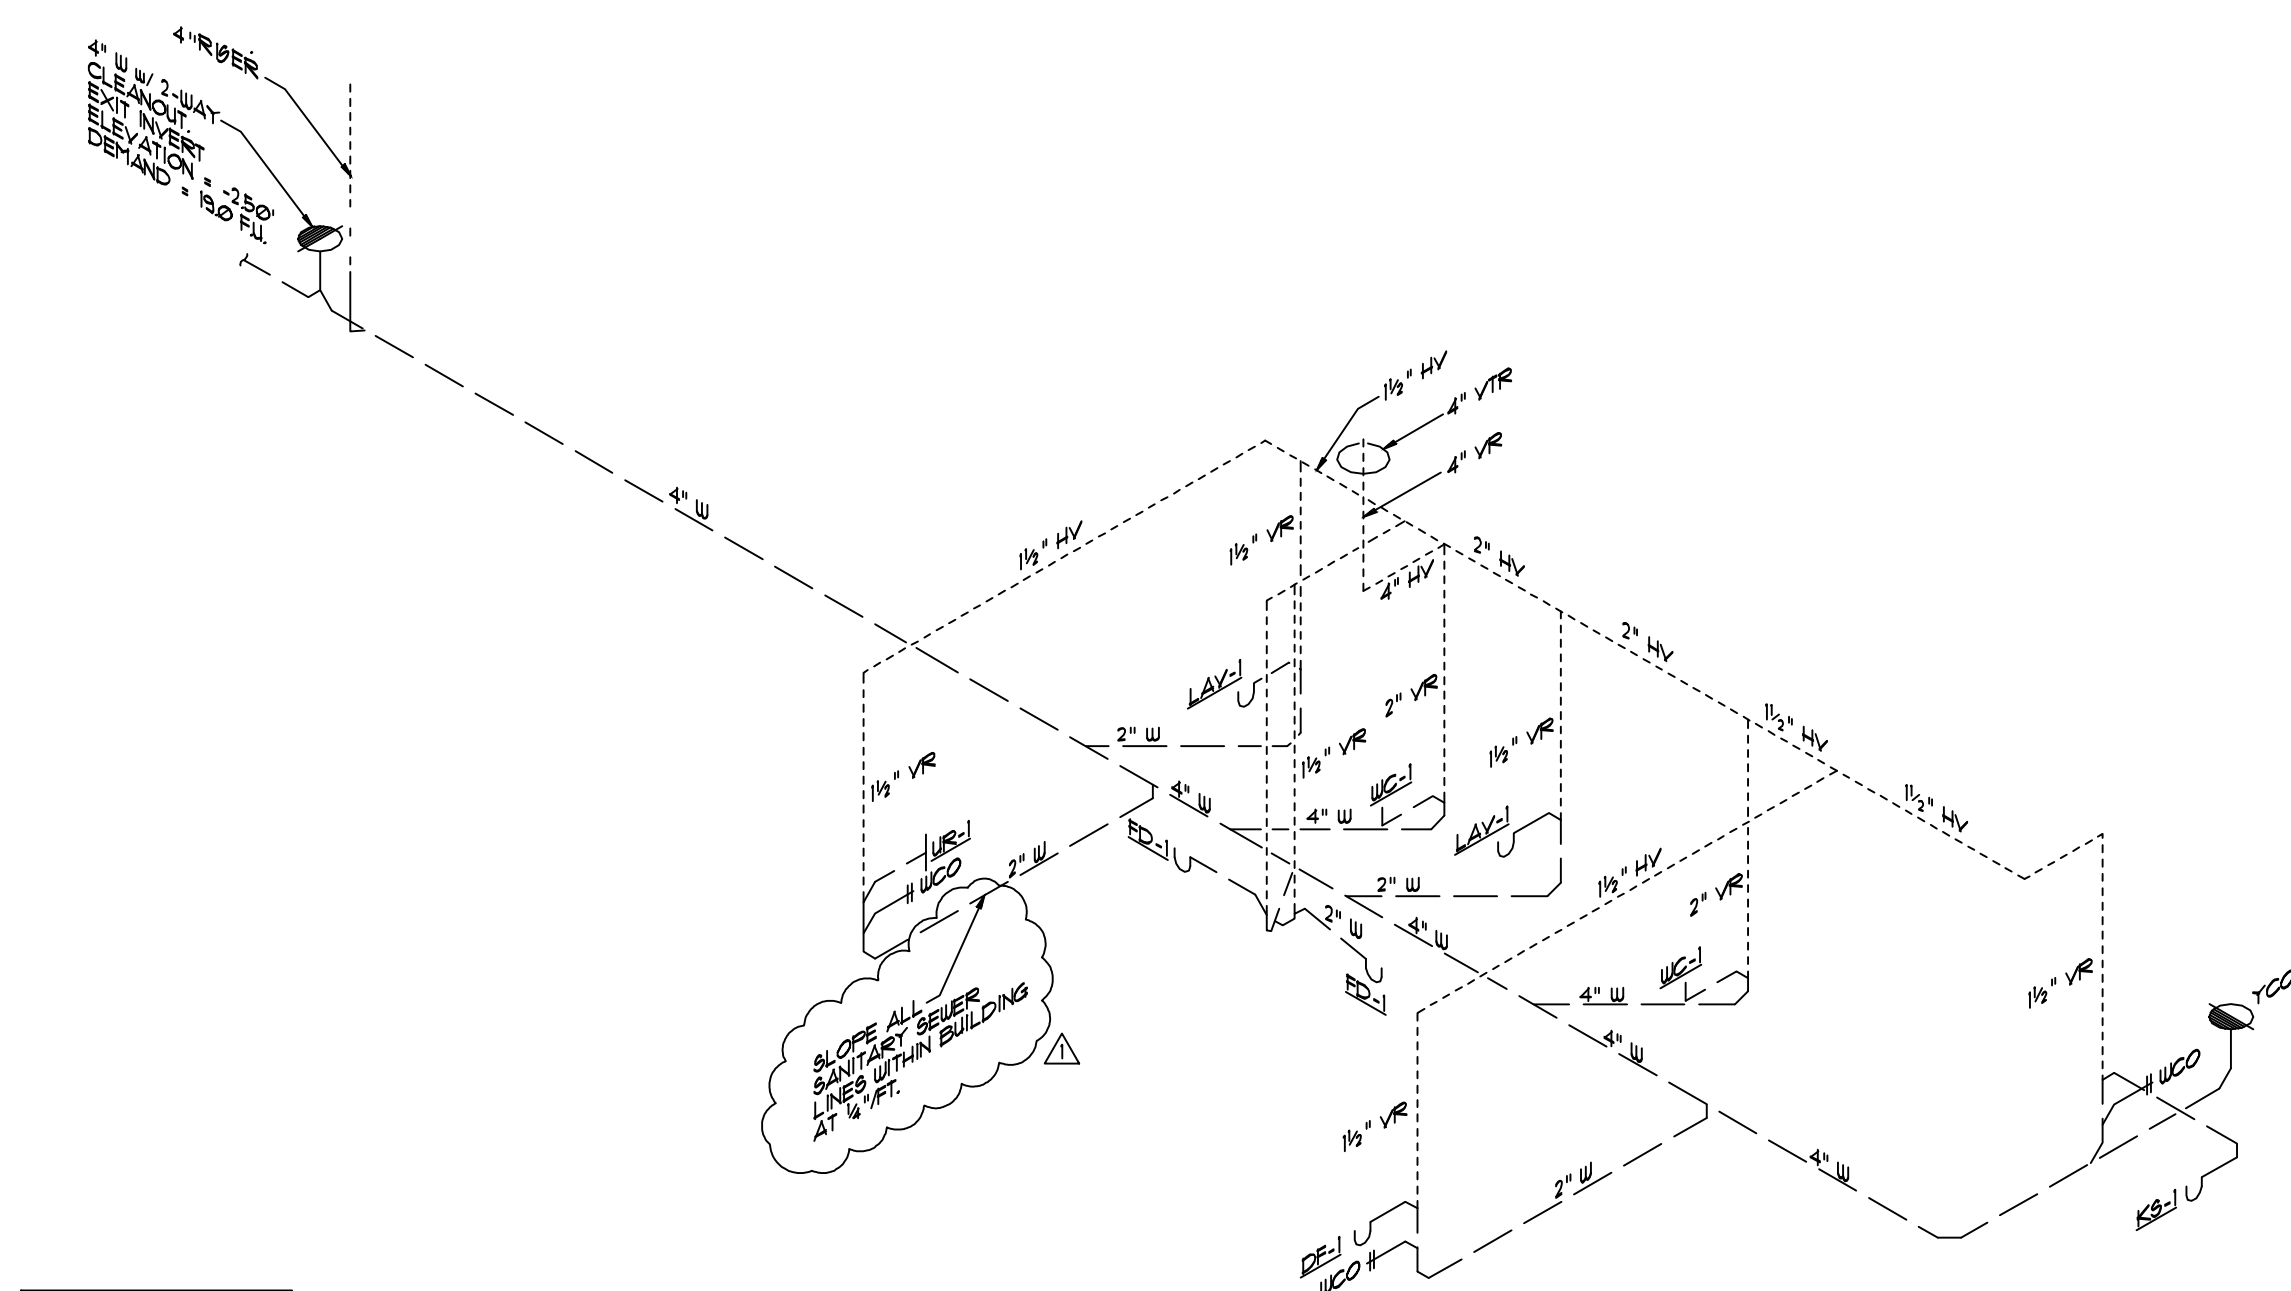 4" RISER.
4" W w/ 2-WAY
CLEANOUT.
EXIT INVERT
ELEVATION = -2.50'
DEMAND = 19.0 F.U.
4" W
1½" HV
4" VTR
4" VR
1½" HV
1½" VR
2" HV
4" HV
2" HV
LAV-1
2" VR
1½" HV
2" W
1½" VR
1½" VR
1½" VR
WC-1
4" W
4" W
1½" HV
LAV-1
FD-1
UR-1
WCO
2" W
2" W
1½" HV
2" VR
2" W
4" W
WC-1
FD-1
4" W
1½" VR
YCO
SLOPE ALL
SANITARY SEWER
LINES WITHIN BUILDING
AT ¼"/FT.
1
4" W
WCO
1½" VR
2" W
4" W
KS-1
DF-1
WCO